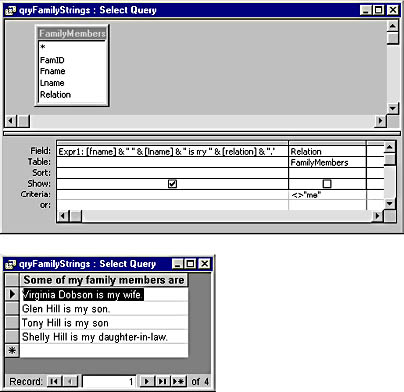 qryFamilyStrings : Select Query
FamilyMembers
*
FamID
Fname
Lname
Relation
Field: Expr1: [fname] & " " & [lname] & " is my " & [relation] & "." Relation
Table: FamilyMembers
Sort:
Show:
Criteria: <>"me"
or:
qryFamilyStrings : Select Query
Some of my family members are
Virginia Dobson is my wife.
Glen Hill is my son.
Tony Hill is my son
Shelly Hill is my daughter-in-law.
Record: 1 of 4